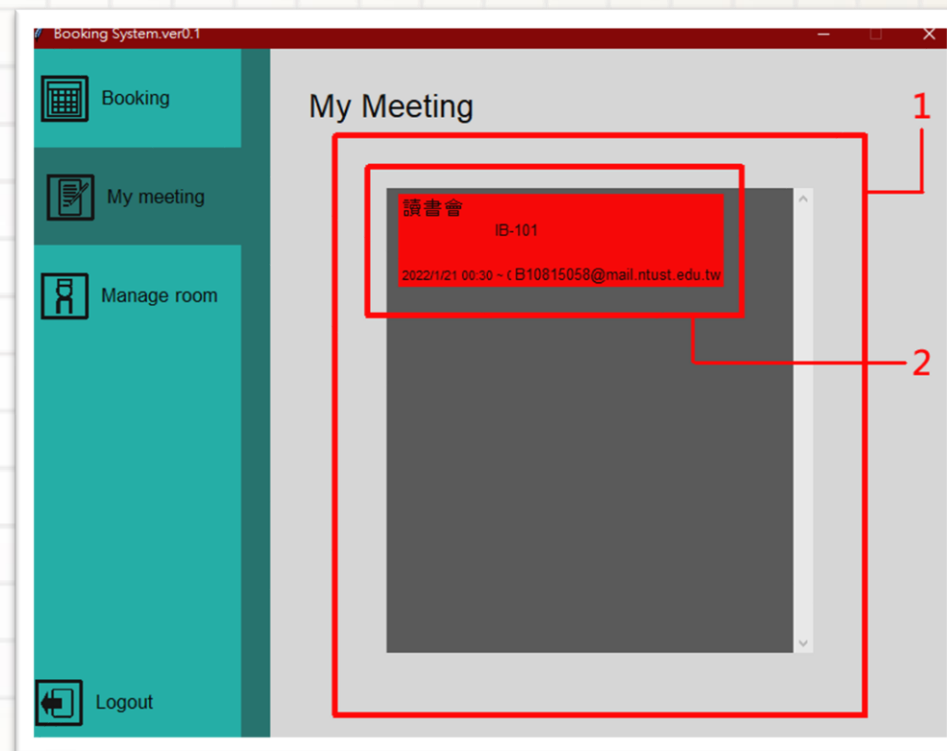 Booking System.ver0.1
Booking
My meeting
Manage room
Logout
My Meeting
讀書會
IB-101
2022/1/21 00:30 ~ ( B10815058@mail.ntust.edu.tw
1
2